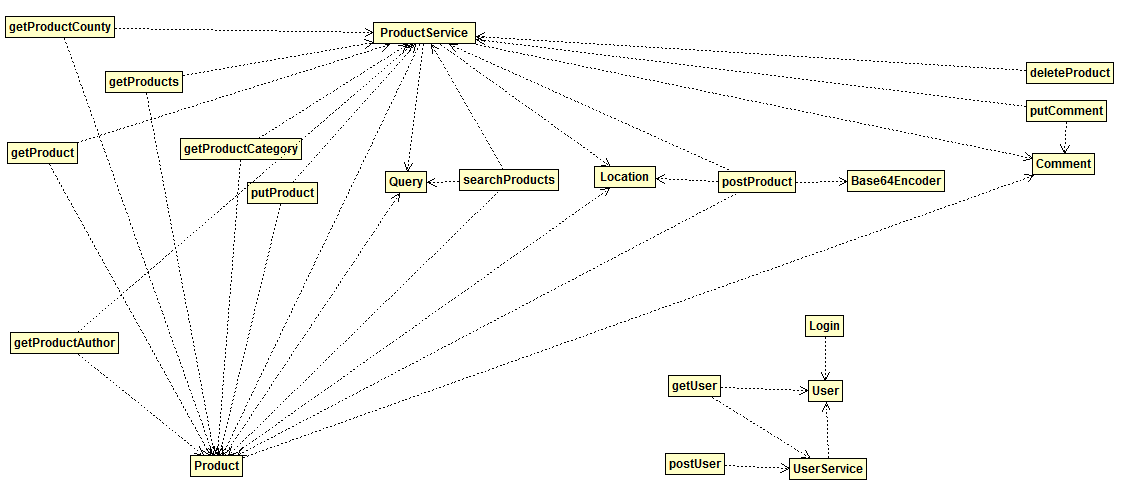 getProductCounty
ProductService
getProducts
deleteProduct
putComment
getProduct
getProductCategory
Comment
Query
searchProducts
Location
postProduct
Base64Encoder
putProduct
Login
getProductAuthor
getUser
User
Product
postUser
UserService